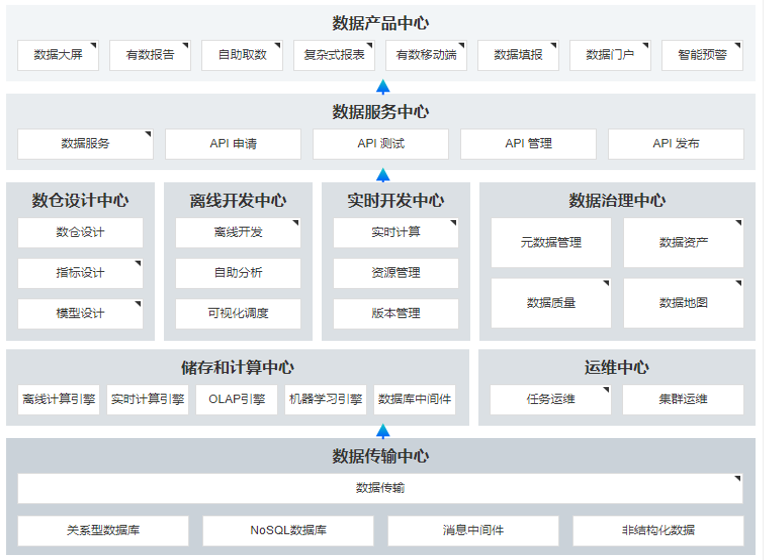 数据产品中心
数据大屏
有数报告
自助取数
复杂式报表
有数移动端
数据填报
数据门户
智能预警
数据服务中心
数据服务
API 申请
API 测试
API 管理
API 发布
数仓设计中心
数仓设计
指标设计
模型设计
离线开发中心
离线开发
自助分析
可视化调度
实时开发中心
实时计算
资源管理
版本管理
数据治理中心
元数据管理
数据资产
数据质量
数据地图
储存和计算中心
离线计算引擎
实时计算引擎
OLAP引擎
机器学习引擎
数据库中间件
运维中心
任务运维
集群运维
数据传输中心
数据传输
关系型数据库
NoSQL数据库
消息中间件
非结构化数据